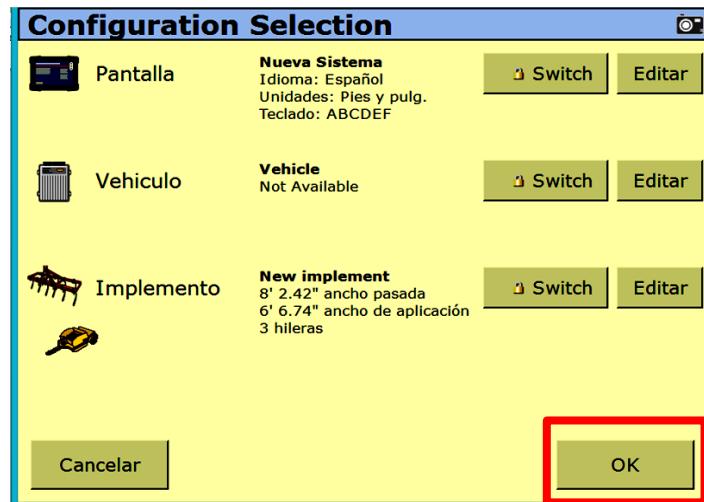 Configuration Selection
Pantalla
Nueva Sistema
Idioma: Español
Unidades: Pies y pulg.
Teclado: ABCDEF
Switch
Editar
Vehiculo
Vehicle
Not Available
Switch
Editar
Implemento
New implement
8' 2.42" ancho pasada
6' 6.74" ancho de aplicación
3 hileras
Switch
Editar
Cancelar
OK